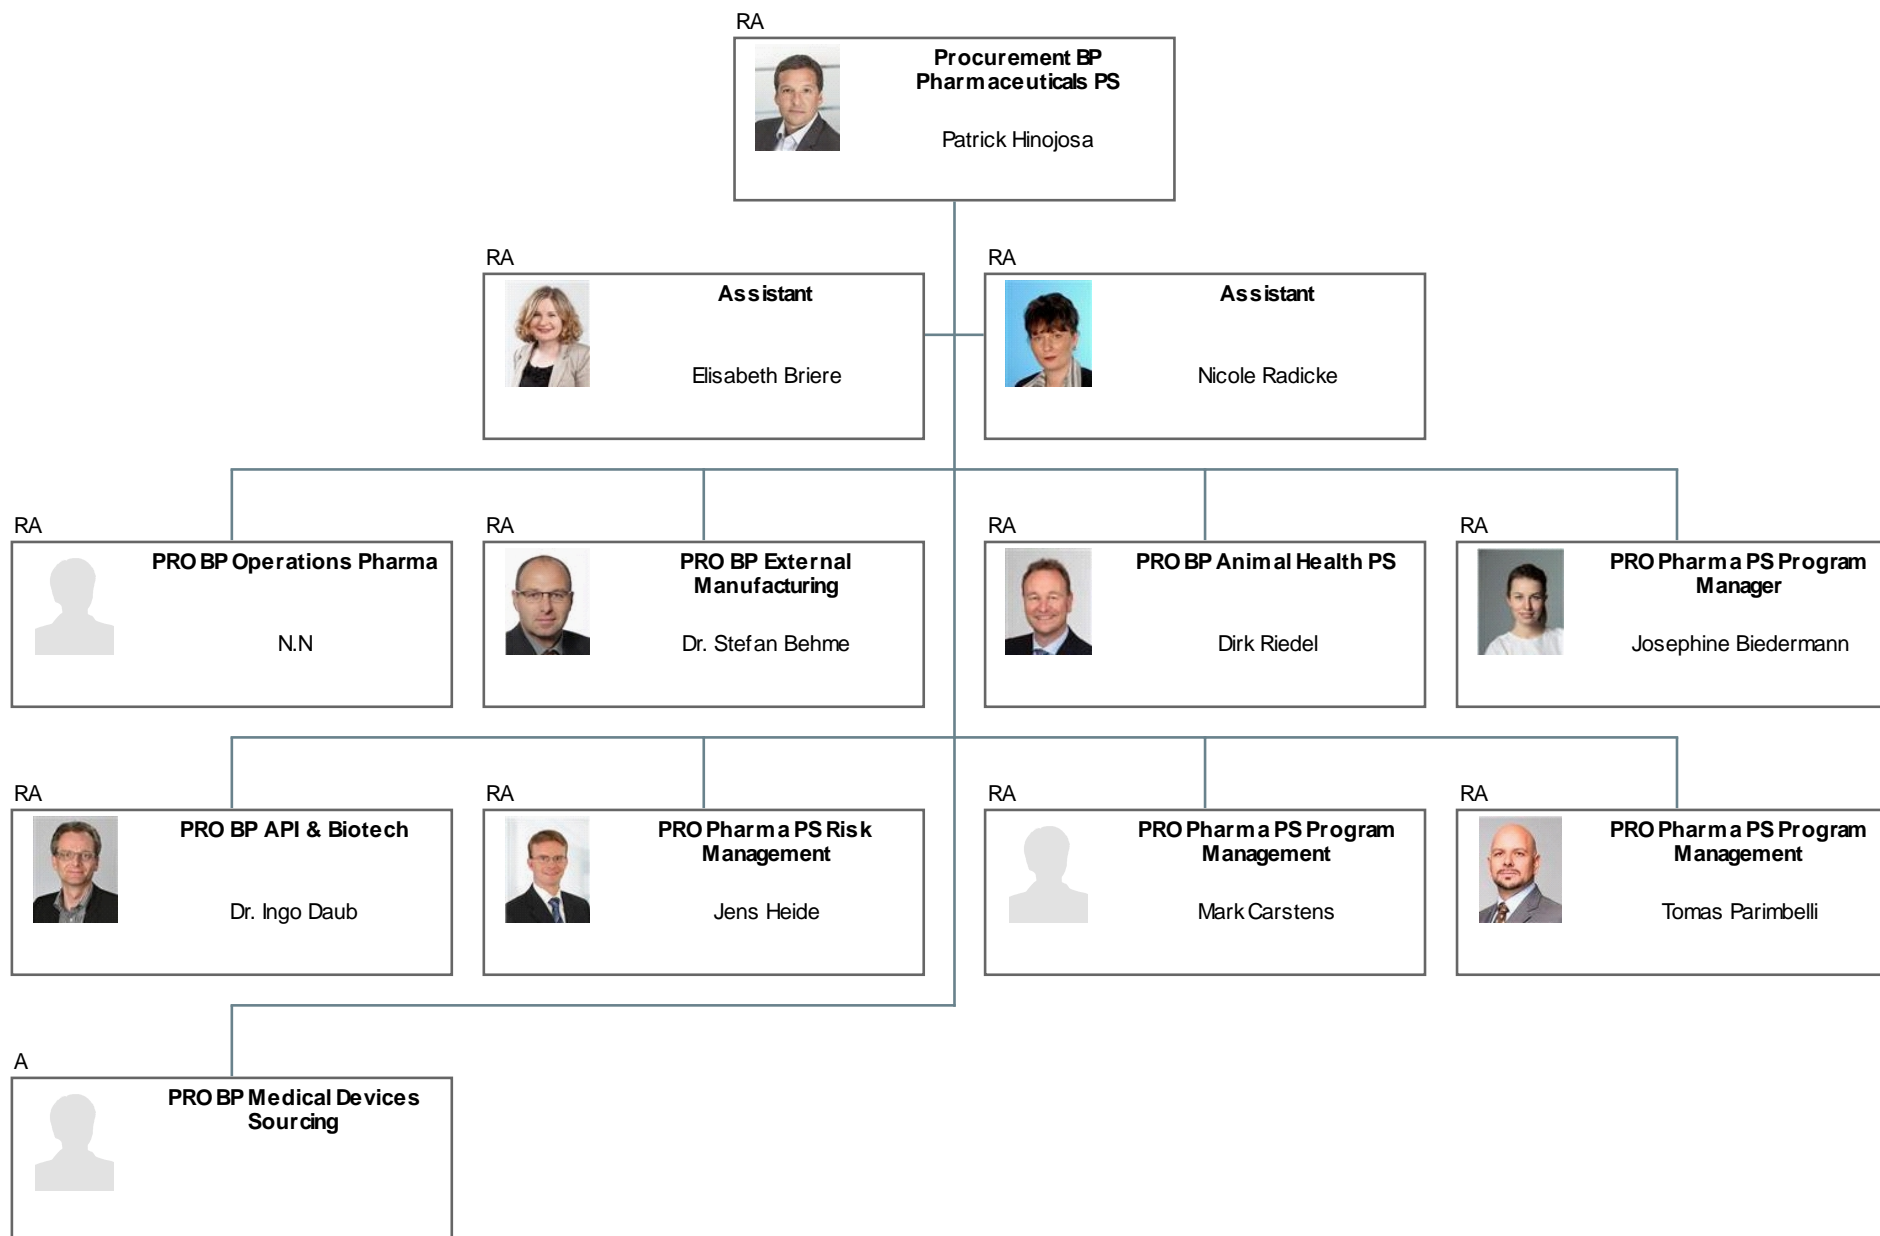 RA
Procurement BP
Pharmaceuticals PS
Patrick Hinojosa
RA
Assistant
Elisabeth Briere
RA
Assistant
Nicole Radicke
RA
PRO BP Operations Pharma
N.N
RA
PRO BP External
Manufacturing
Dr. Stefan Behme
RA
PRO BP Animal Health PS
Dirk Riedel
RA
PRO Pharma PS Program
Manager
Josephine Biedermann
RA
PRO BP API & Biotech
Dr. Ingo Daub
RA
PRO Pharma PS Risk
Management
Jens Heide
RA
PRO Pharma PS Program
Management
Mark Carstens
RA
PRO Pharma PS Program
Management
Tomas Parimbelli
A
PRO BP Medical Devices
Sourcing